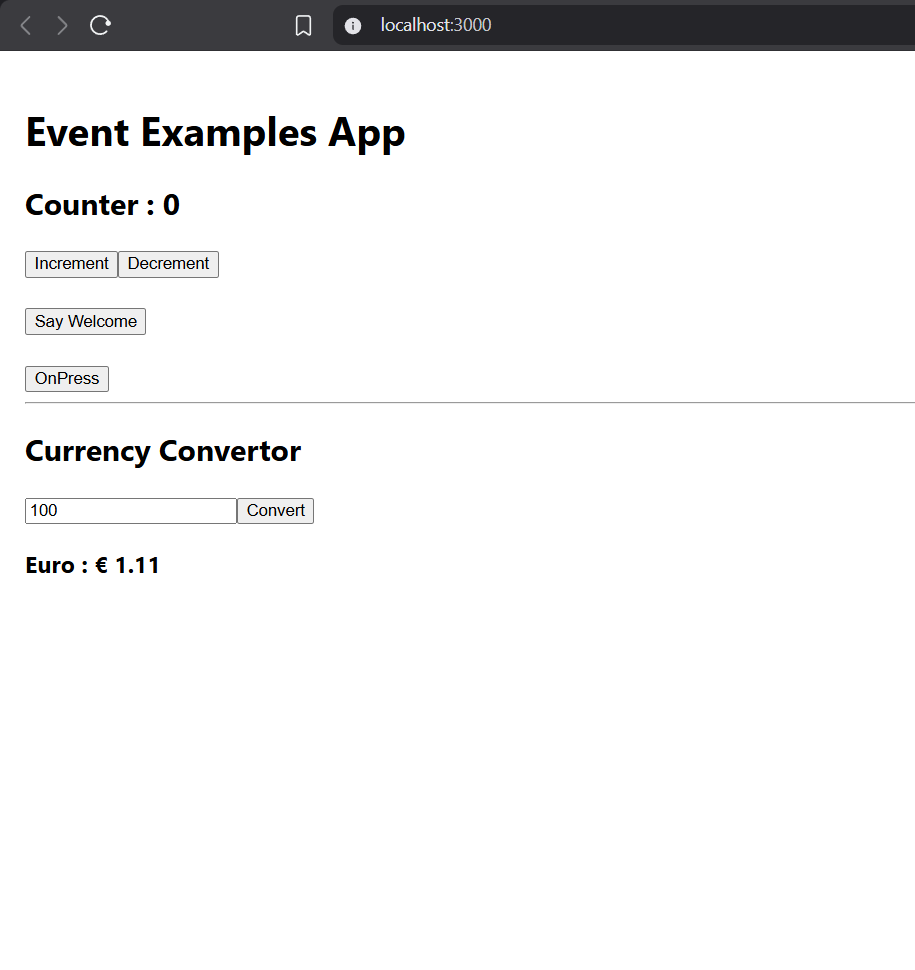 localhost:3000
Event Examples App
Counter : 0
Increment Decrement
Say Welcome
OnPress
Currency Convertor
100 Convert
Euro : € 1.11